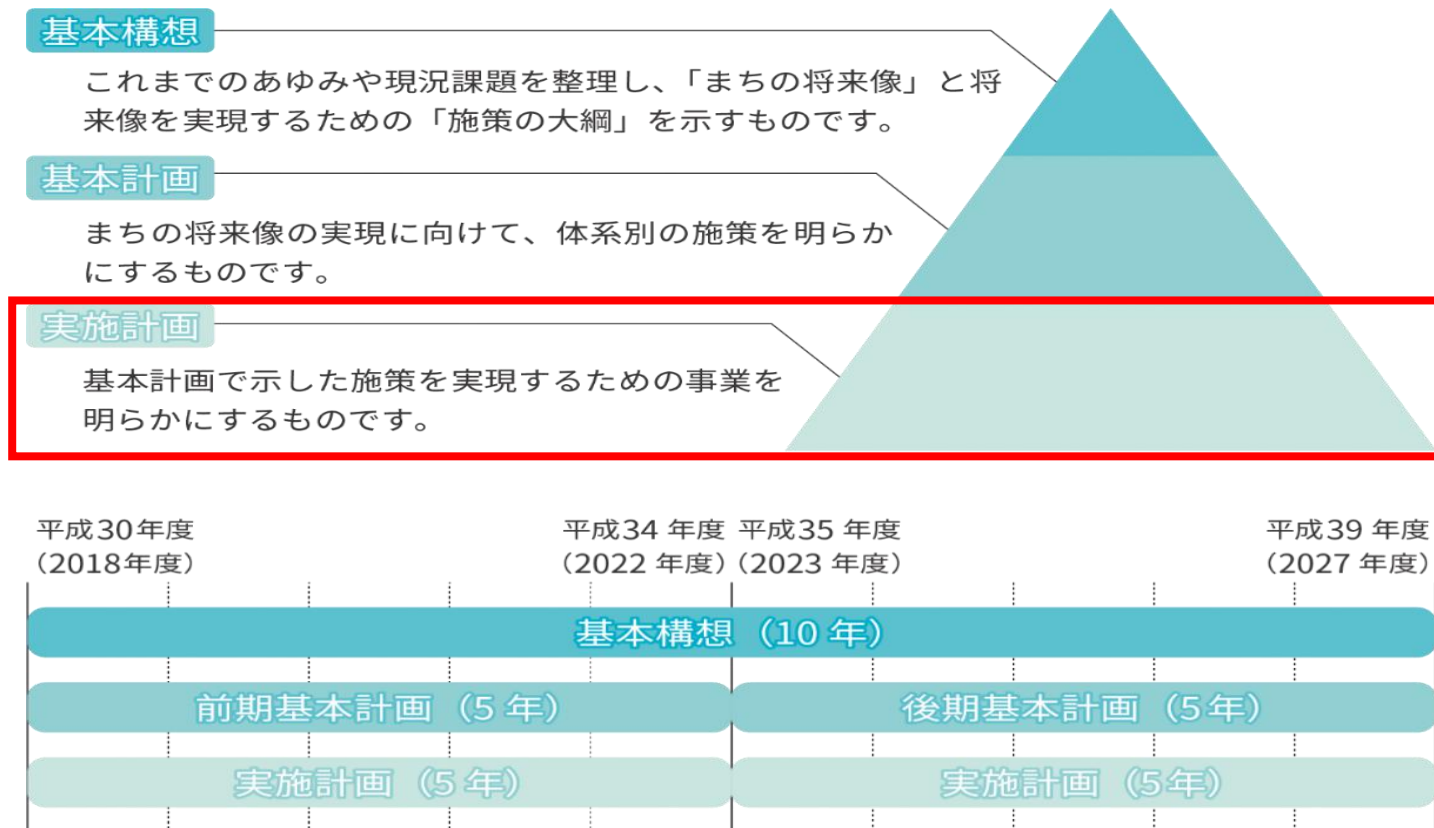 基本構想
これまでのあゆみや現況課題を整理し、「まちの将来像」と将
来像を実現するための「施策の大綱」を示すものです。
基本計画
まちの将来像の実現に向けて、体系別の施策を明らか
にするものです。
実施計画
基本計画で示した施策を実現するための事業を
明らかにするものです。
平成30年度 平成34 年度 平成35 年度 平成39 年度
（2018年度） （2022 年度）（2023 年度） （2027 年度）
基本構想（10 年）
前期基本計画（5 年） 後期基本計画（5年）
実施計画（5 年） 実施計画（5年）